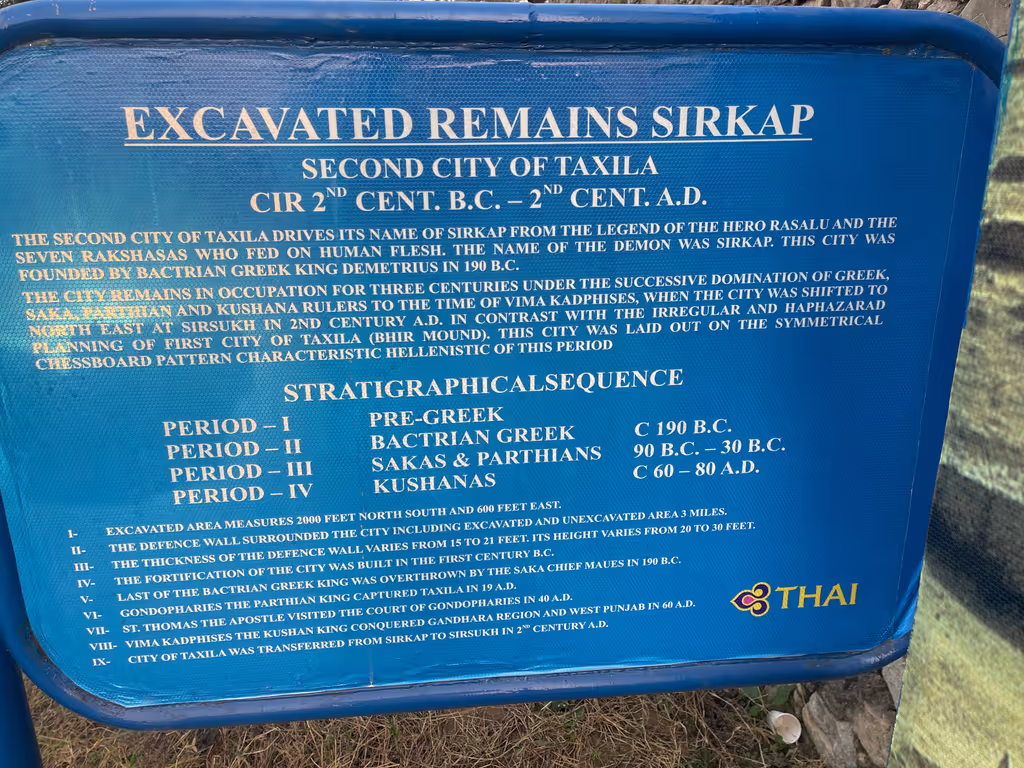 EXCAVATED REMAINS SIRKAP
SECOND CITY OF TAXILA
CIR 2ND CENT. B.C. – 2ND CENT. A.D.
THE SECOND CITY OF TAXILA DRIVES ITS NAME OF SIRKAP FROM THE LEGEND OF THE HERO RASALU AND THE
SEVEN RAKSHASAS WHO FED ON HUMAN FLESH. THE NAME OF THE DEMON WAS SIRKAP. THIS CITY WAS
FOUNDED BY BACTRIAN GREEK KING DEMETRIUS IN 190 B.C.
THE CITY REMAINS IN OCCUPATION FOR THREE CENTURIES UNDER THE SUCCESSIVE DOMINATION OF GREEK,
SAKA, PARTHIAN AND KUSHANA RULERS TO THE TIME OF VIMA KADPHISES, WHEN THE CITY WAS SHIFTED TO
NORTH EAST AT SIRSUKH IN 2ND CENTURY A.D. IN CONTRAST WITH THE IRREGULAR AND HAPHAZARAD
PLANNING OF FIRST CITY OF TAXILA (BHIR MOUND). THIS CITY WAS LAID OUT ON THE SYMMETRICAL
CHESSBOARD PATTERN CHARACTERISTIC HELLENISTIC OF THIS PERIOD
STRATIGRAPHICALSEQUENCE
PERIOD – I PRE-GREEK
PERIOD – II BACTRIAN GREEK C 190 B.C.
PERIOD – III SAKAS & PARTHIANS 90 B.C. – 30 B.C.
PERIOD – IV KUSHANAS C 60 – 80 A.D.
I- EXCAVATED AREA MEASURES 2000 FEET NORTH SOUTH AND 600 FEET EAST.
II- THE DEFENCE WALL SURROUNDED THE CITY INCLUDING EXCAVATED AND UNEXCAVATED AREA 3 MILES.
III- THE THICKNESS OF THE DEFENCE WALL VARIES FROM 15 TO 21 FEET. ITS HEIGHT VARIES FROM 20 TO 30 FEET.
IV- THE FORTIFICATION OF THE CITY WAS BUILT IN THE FIRST CENTURY B.C.
V- LAST OF THE BACTRIAN GREEK KING WAS OVERTHROWN BY THE SAKA CHIEF MAUES IN 190 B.C.
VI- GONDOPHARIES THE PARTHIAN KING CAPTURED TAXILA IN 19 A.D.
VII- ST. THOMAS THE APOSTLE VISITED THE COURT OF GONDOPHARIES IN 40 A.D.
VIII- VIMA KADPHISES THE KUSHAN KING CONQUERED GANDHARA REGION AND WEST PUNJAB IN 60 A.D.
IX- CITY OF TAXILA WAS TRANSFERRED FROM SIRKAP TO SIRSUKH IN 2ND CENTURY A.D.
THAI